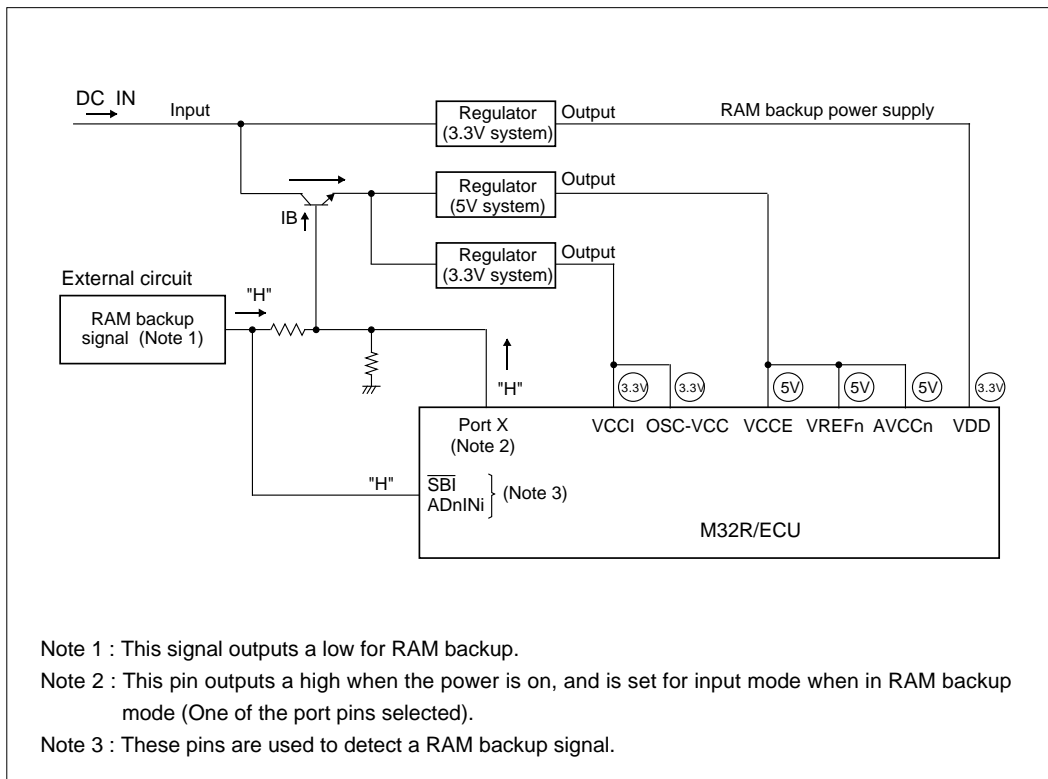 DC IN
Input
Regulator
(3.3V system)
Output
RAM backup power supply
Regulator
(5V system)
Output
IB
Regulator
(3.3V system)
Output
External circuit
RAM backup
signal (Note 1)
"H"
"H"
3.3V
3.3V
5V
5V
5V
3.3V
Port X
(Note 2)
VCCI
OSC-VCC
VCCE
VREFn
AVCCn
VDD
"H"
SBI
ADnINi
(Note 3)
M32R/ECU
Note 1 : This signal outputs a low for RAM backup.
Note 2 : This pin outputs a high when the power is on, and is set for input mode when in RAM backup
mode (One of the port pins selected).
Note 3 : These pins are used to detect a RAM backup signal.